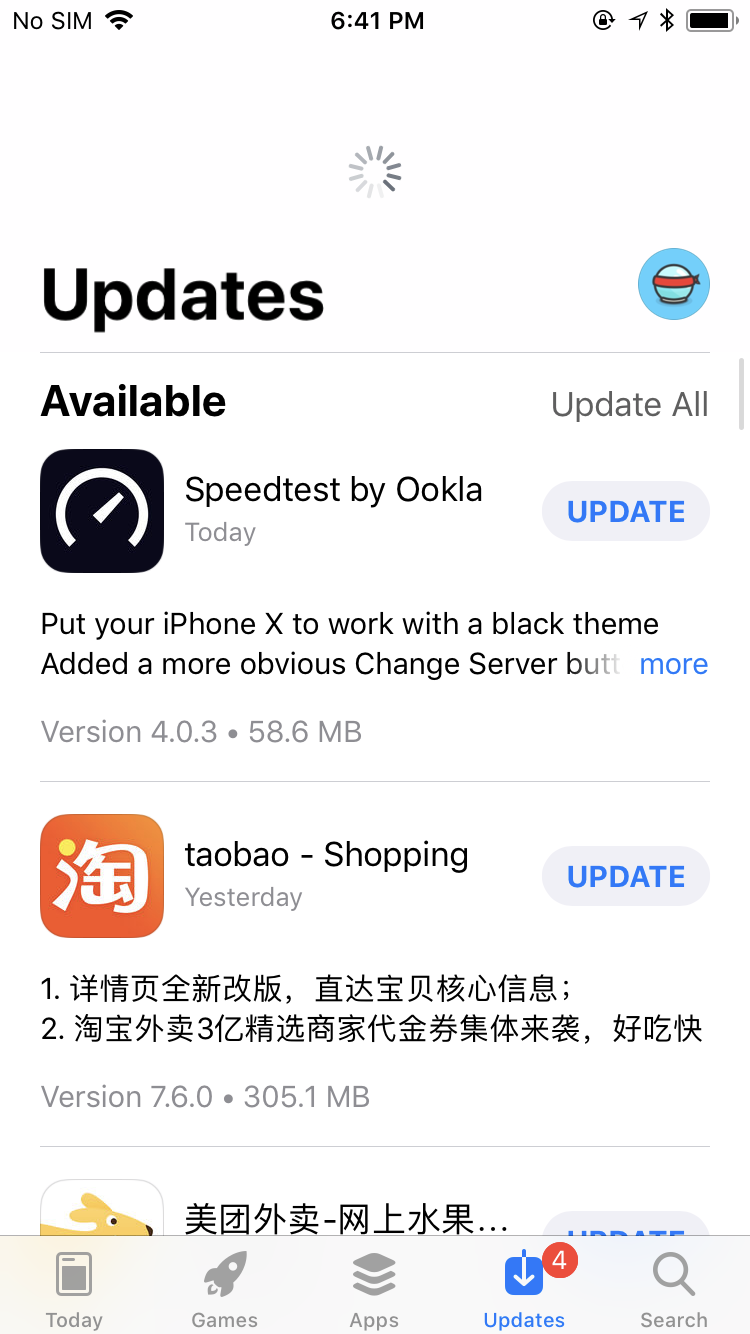 No SIM 6:41 PM
Updates
Available Update All
Speedtest by Ookla
Today
UPDATE
Put your iPhone X to work with a black theme
Added a more obvious Change Server butt more
Version 4.0.3 • 58.6 MB
淘
taobao - Shopping
Yesterday
UPDATE
1. 详情页全新改版，直达宝贝核心信息；
2. 淘宝外卖3亿精选商家代金券集体来袭，好吃快
Version 7.6.0 • 305.1 MB
美团外卖-网上水果...
UPDATE
4
Today Games Apps Updates Search